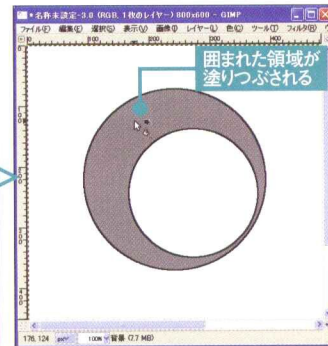 *名称未設定-3.0 (RGB, 1枚のレイヤー) 800x600 – GIMP
ファイル(F) 編集(E) 選択(S) 表示(V) 画像(I) レイヤー(L) 色(C) ツール(T) フィルタ(R)
囲まれた領域が
塗りつぶされる
176, 124 px 100% 背景 (7.7 MB)